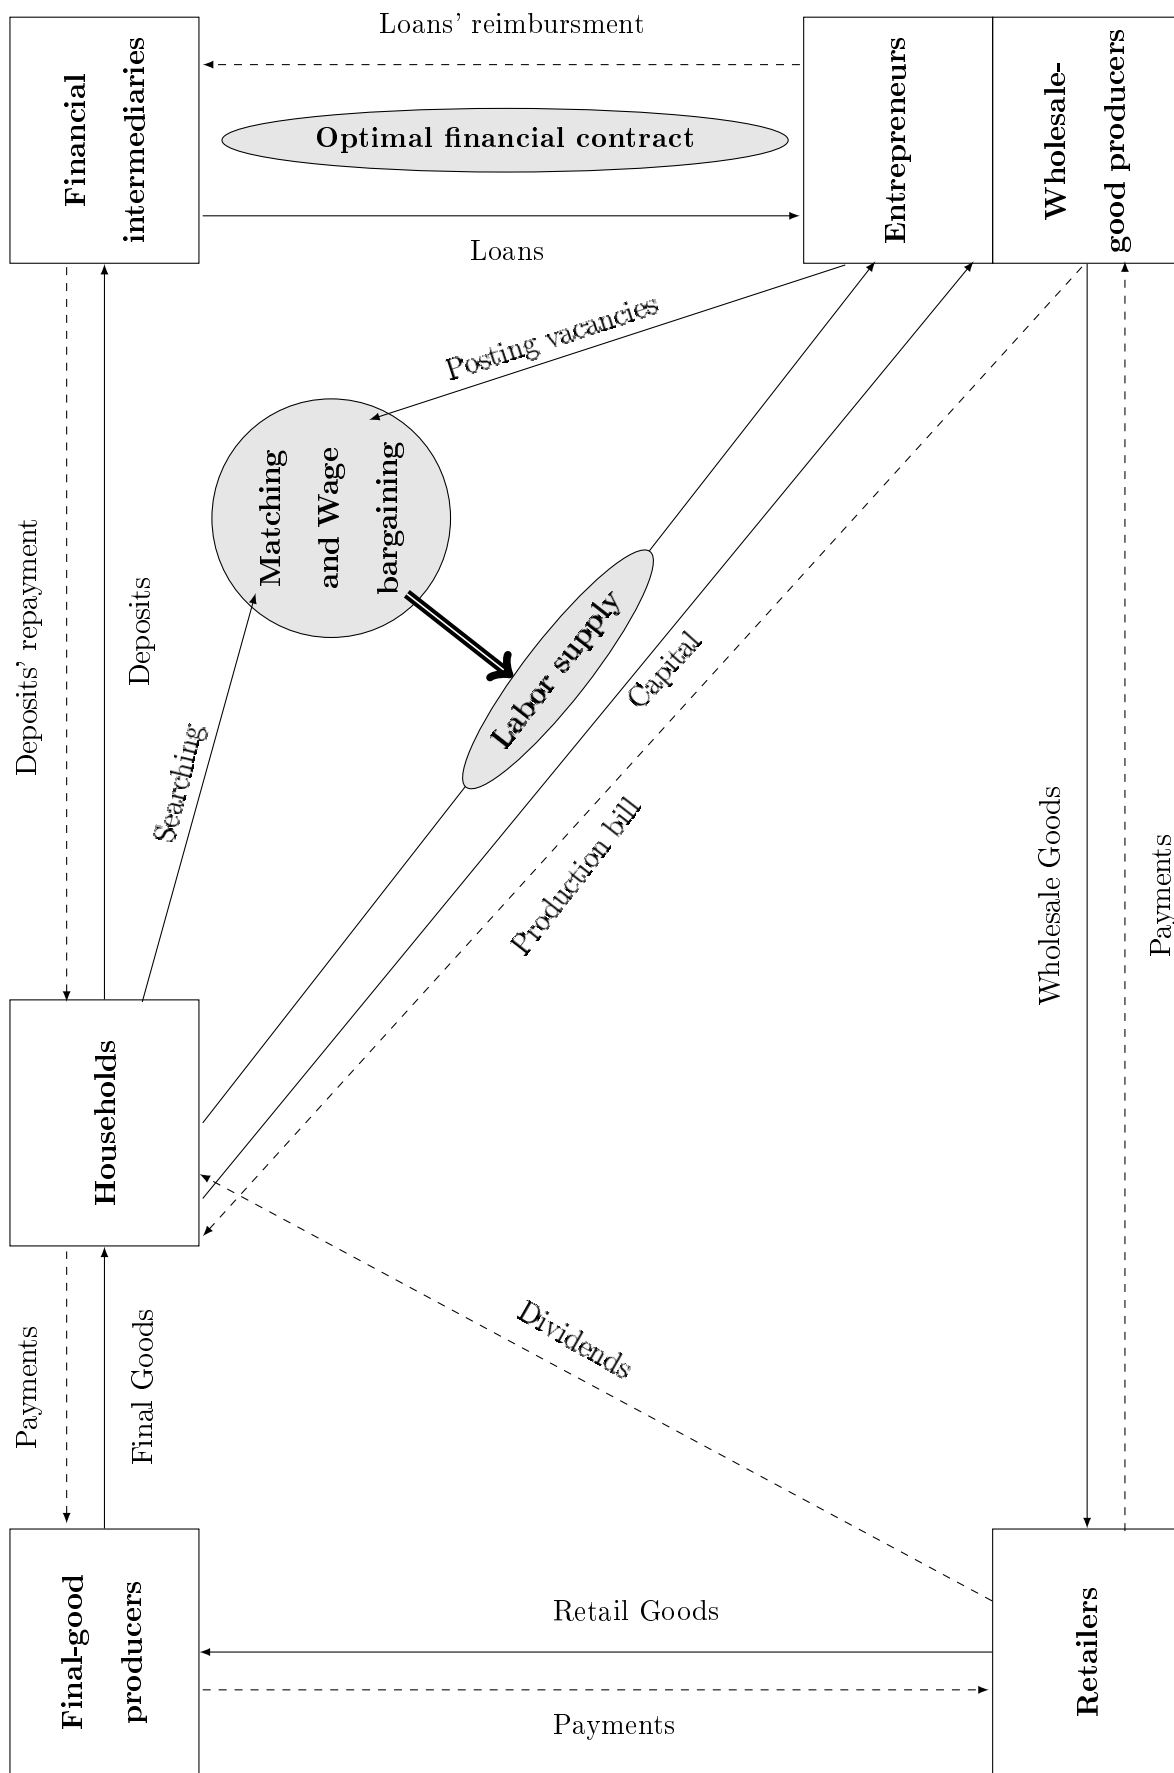 Loans' reimbursment
Financial
intermediaries
Optimal financial contract
Entrepreneurs
Wholesale-
good producers
Loans
Posting vacancies
Matching
and Wage
bargaining
Deposits' repayment
Deposits
Searching
Labor supply
Capital
Production bill
Wholesale Goods
Payments
Households
Dividends
Payments
Final Goods
Final-good
producers
Retail Goods
Payments
Retailers